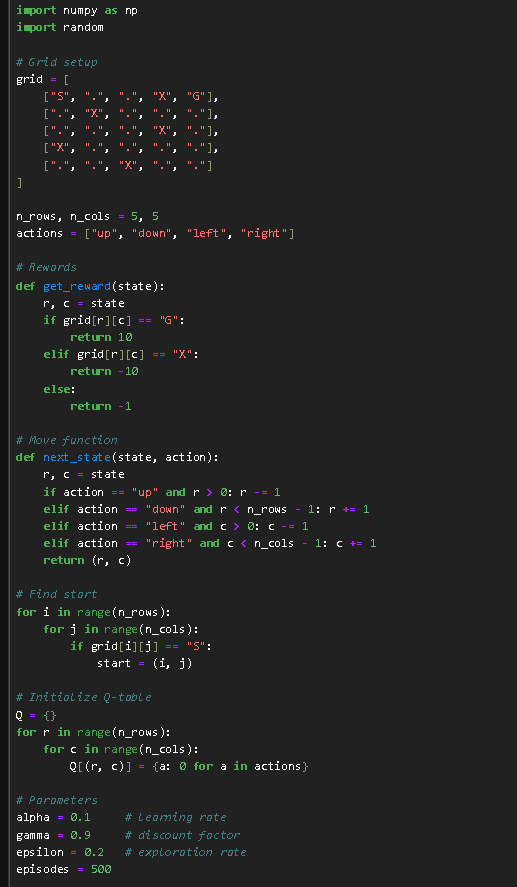 import numpy as np
import random

# Grid setup
grid = [
    ["S", ".", ".", "X", "G"],
    [".", "X", ".", ".", "."],
    [".", ".", ".", "X", "."],
    ["X", ".", ".", ".", "."],
    [".", ".", "X", ".", "."]
]

n_rows, n_cols = 5, 5
actions = ["up", "down", "left", "right"]

# Rewards
def get_reward(state):
    r, c = state
    if grid[r][c] == "G":
        return 10
    elif grid[r][c] == "X":
        return -10
    else:
        return -1

# Move function
def next_state(state, action):
    r, c = state
    if action == "up" and r > 0: r -= 1
    elif action == "down" and r < n_rows - 1: r += 1
    elif action == "left" and c > 0: c -= 1
    elif action == "right" and c < n_cols - 1: c += 1
    return (r, c)

# Find start
for i in range(n_rows):
    for j in range(n_cols):
        if grid[i][j] == "S":
            start = (i, j)

# Initialize Q-table
Q = {}
for r in range(n_rows):
    for c in range(n_cols):
        Q[(r, c)] = {a: 0 for a in actions}

# Parameters
alpha = 0.1    # learning rate
gamma = 0.9    # discount factor
epsilon = 0.2  # exploration rate
episodes = 500